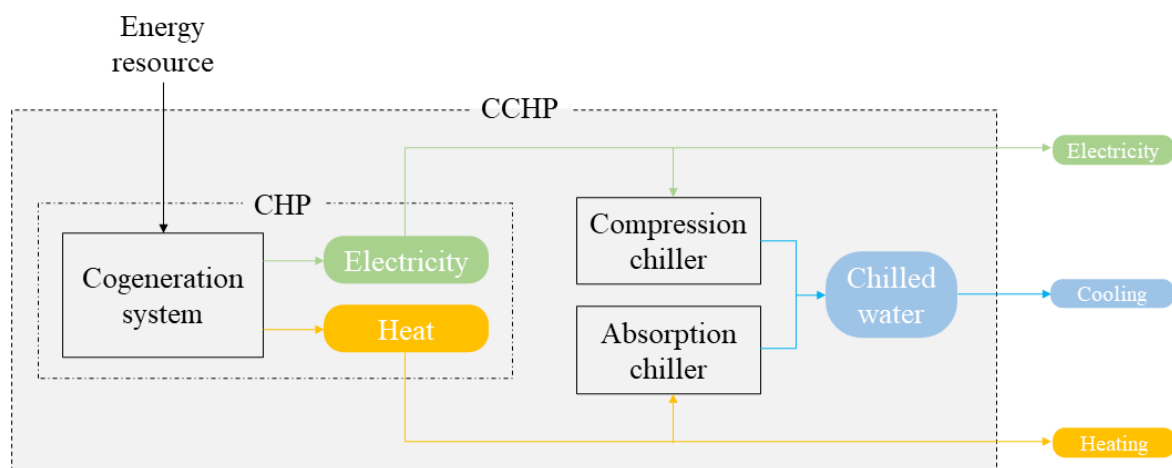 Energy
resource
CCHP
Electricity
CHP
Compression
chiller
Cogeneration
system
Electricity
Chilled
water
Cooling
Heat
Absorption
chiller
Heating